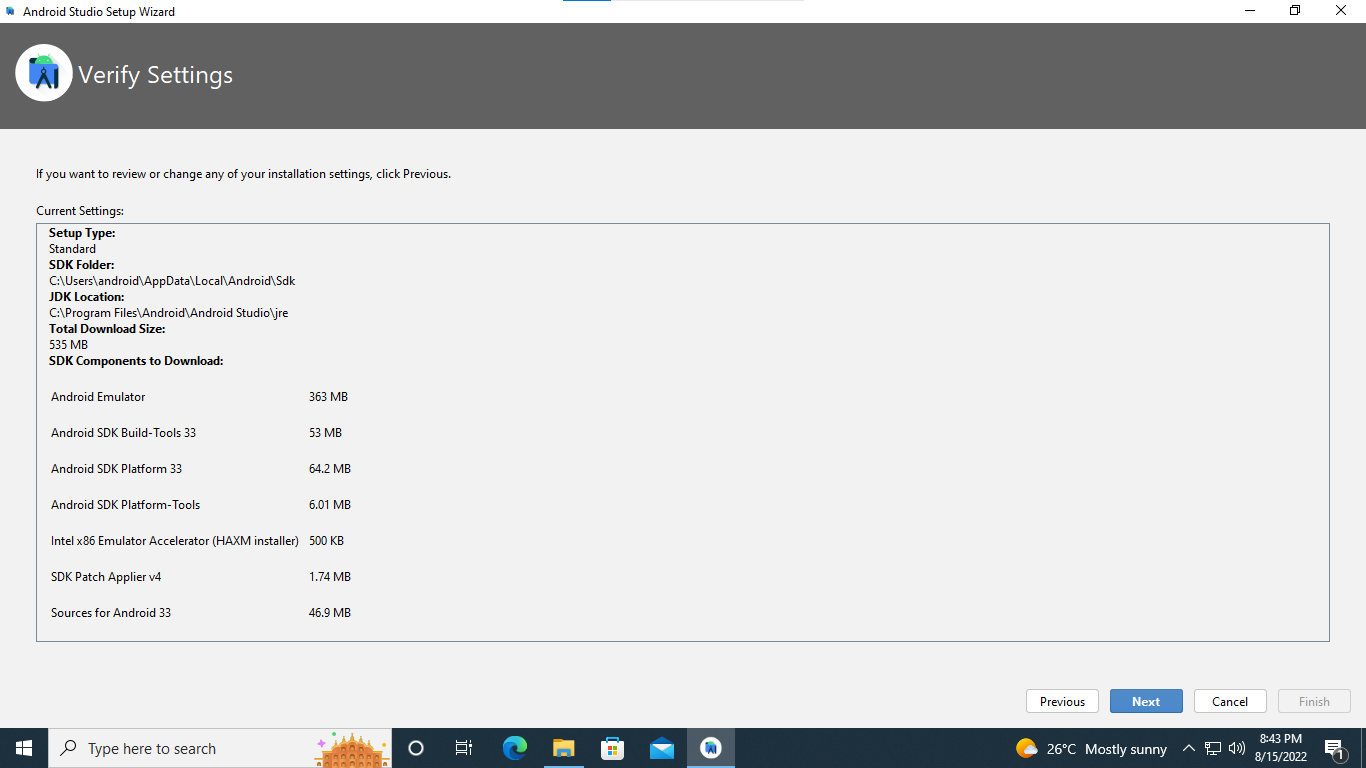 Android Studio Setup Wizard
Verify Settings
If you want to review or change any of your installation settings, click Previous.
Current Settings:
Setup Type:
Standard
SDK Folder:
C:\Users\android\AppData\Local\Android\Sdk
JDK Location:
C:\Program Files\Android\Android Studio\jre
Total Download Size:
535 MB
SDK Components to Download:
Android Emulator 363 MB
Android SDK Build-Tools 33 53 MB
Android SDK Platform 33 64.2 MB
Android SDK Platform-Tools 6.01 MB
Intel x86 Emulator Accelerator (HAXM installer) 500 KB
SDK Patch Applier v4 1.74 MB
Sources for Android 33 46.9 MB
Previous Next Cancel Finish
Type here to search
26°C Mostly sunny
8:43 PM
8/15/2022
1